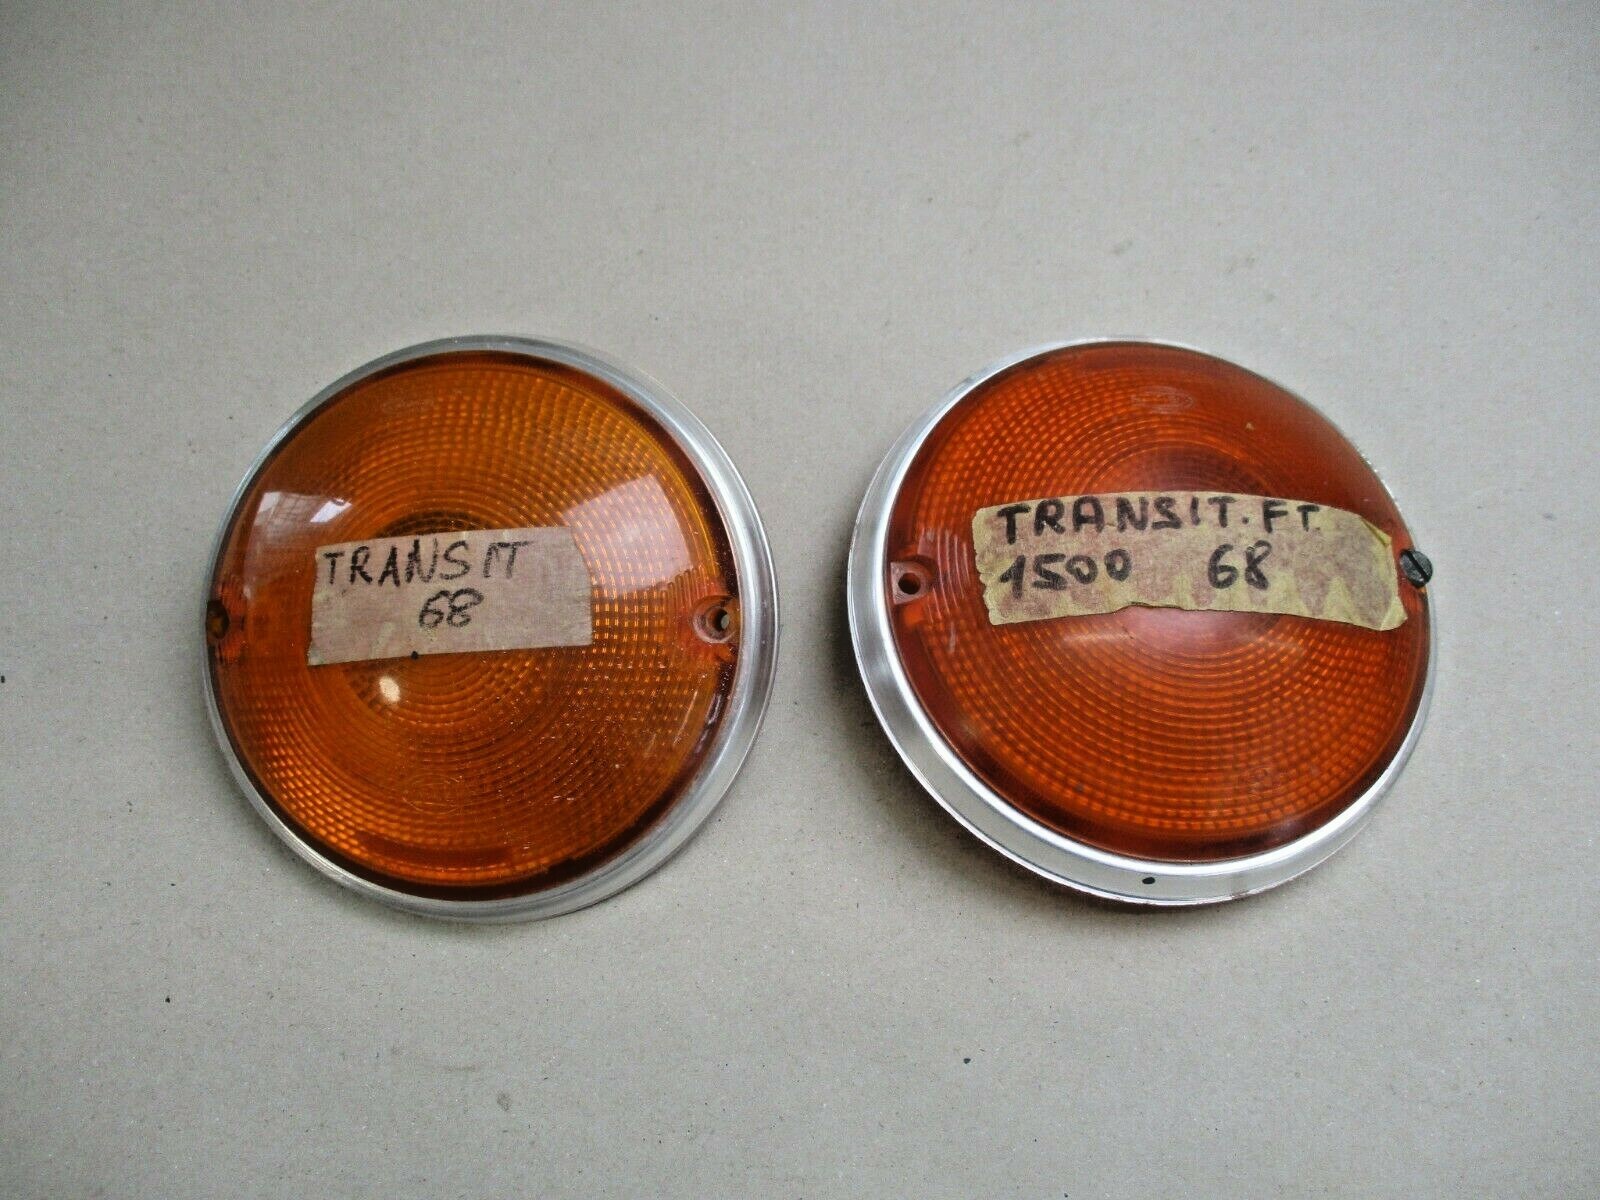 TRANSIT
68
TRANSIT. FT.
1500 68